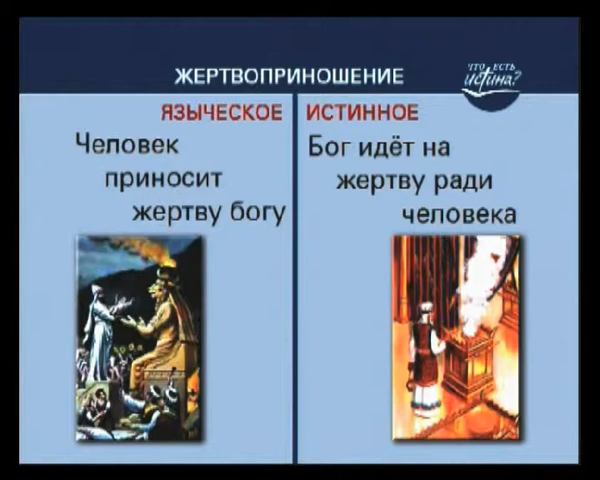 ЖЕРТВОПРИНОШЕНИЕ
ЧТО ЕСТЬ
истина?
ЯЗЫЧЕСКОЕ
Человек
приносит
жертву богу
ИСТИННОЕ
Бог идёт на
жертву ради
человека